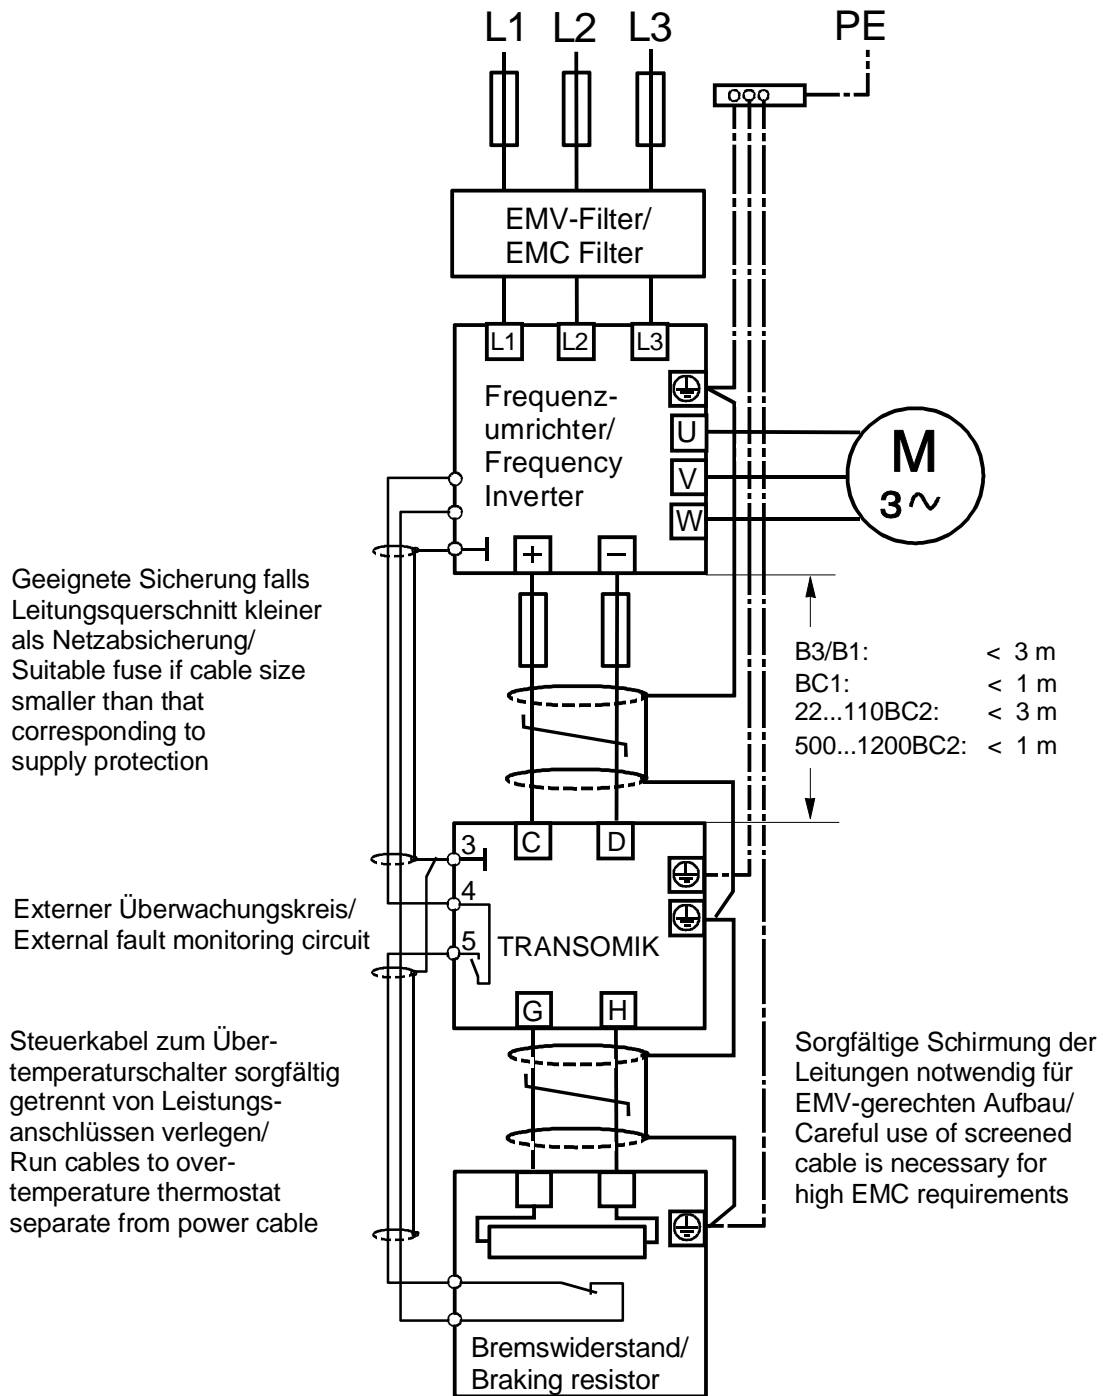 L1 L2 L3 PE
EMV-Filter/
EMC Filter
L1 L2 L3
Frequenz-
umrichter/
Frequency
Inverter
U
V
W
M
3~
+ −
Geeignete Sicherung falls
Leitungsquerschnitt kleiner
als Netzabsicherung/
Suitable fuse if cable size
smaller than that
corresponding to
supply protection
B3/B1: < 3 m
BC1: < 1 m
22...110BC2: < 3 m
500...1200BC2: < 1 m
C D
3
4
5
TRANSOMIK
G H
Externer Überwachungskreis/
External fault monitoring circuit
Steuerkabel zum Über-
temperaturschalter sorgfältig
getrennt von Leistungs-
anschlüssen verlegen/
Run cables to over-
temperature thermostat
separate from power cable
Sorgfältige Schirmung der
Leitungen notwendig für
EMV-gerechten Aufbau/
Careful use of screened
cable is necessary for
high EMC requirements
Bremswiderstand/
Braking resistor